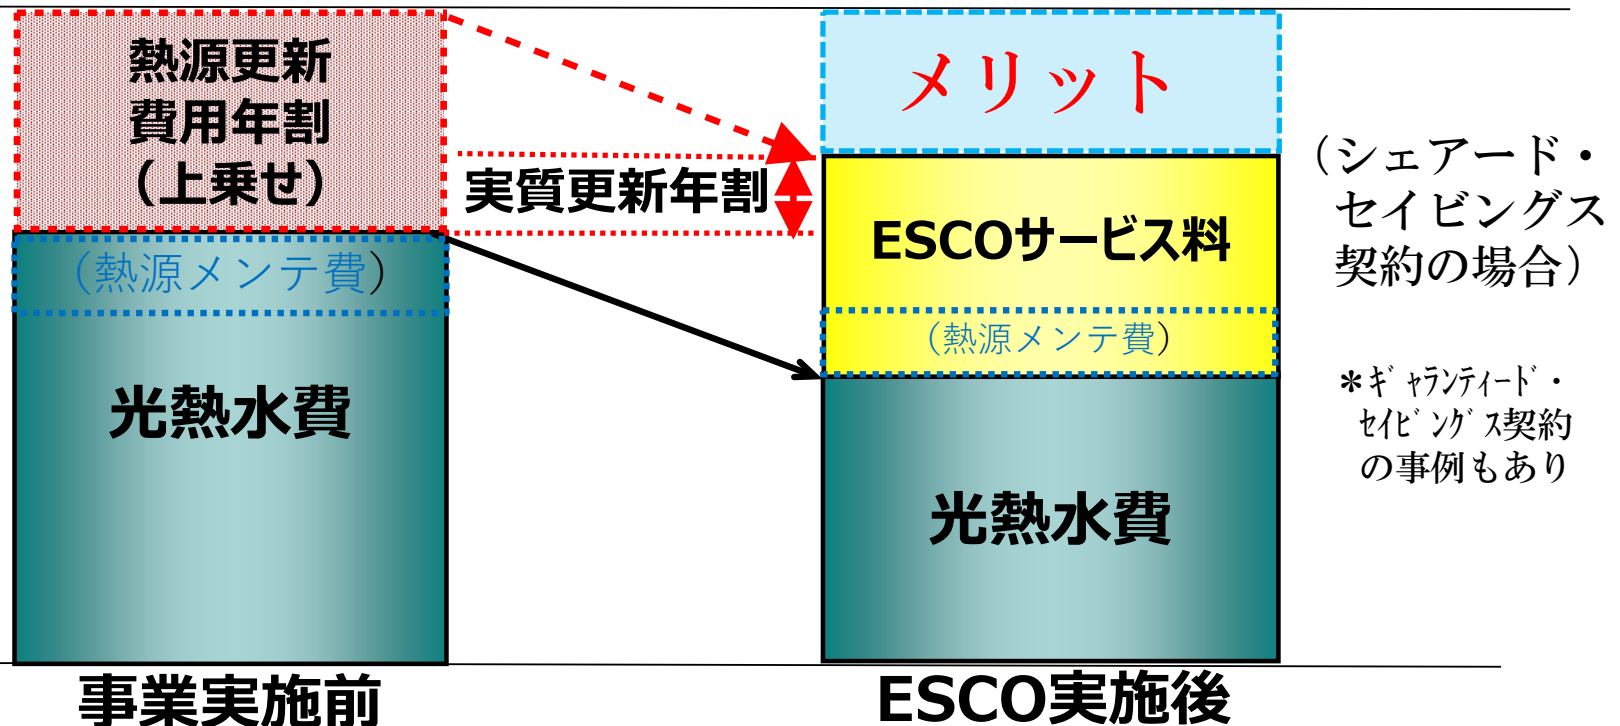 熱源更新
費用年割
（上乗せ）
（熱源メンテ費）
光熱水費
事業実施前
実質更新年割
メリット
ESCOサービス料
（熱源メンテ費）
光熱水費
ESCO実施後
（シェアード・
セイビングス
契約の場合）
＊ｷﾞｬﾗﾝﾃｨｰﾄﾞ・
ｾｲﾋﾞﾝｸﾞｽ契約
の事例もあり